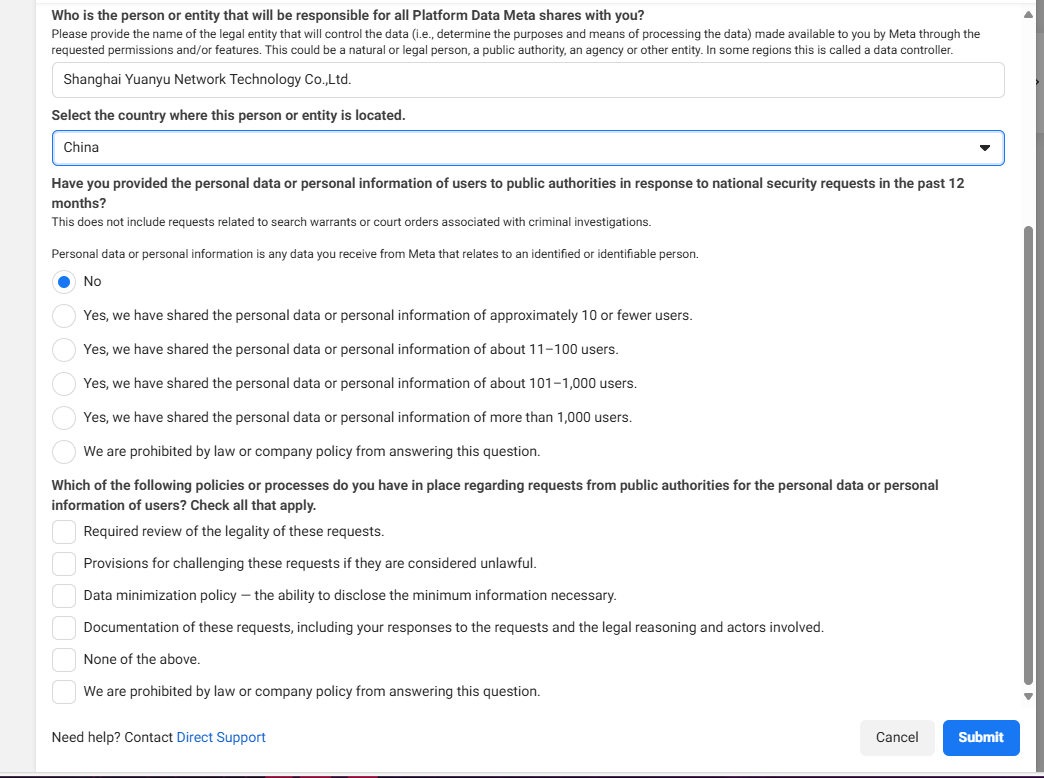 Who is the person or entity that will be responsible for all Platform Data Meta shares with you?
Please provide the name of the legal entity that will control the data (i.e., determine the purposes and means of processing the data) made available to you by Meta through the
requested permissions and/or features. This could be a natural or legal person, a public authority, an agency or other entity. In some regions this is called a data controller.
Shanghai Yuanyu Network Technology Co.,Ltd.
Select the country where this person or entity is located.
China
Have you provided the personal data or personal information of users to public authorities in response to national security requests in the past 12
months?
This does not include requests related to search warrants or court orders associated with criminal investigations.
Personal data or personal information is any data you receive from Meta that relates to an identified or identifiable person.
No
Yes, we have shared the personal data or personal information of approximately 10 or fewer users.
Yes, we have shared the personal data or personal information of about 11–100 users.
Yes, we have shared the personal data or personal information of about 101–1,000 users.
Yes, we have shared the personal data or personal information of more than 1,000 users.
We are prohibited by law or company policy from answering this question.
Which of the following policies or processes do you have in place regarding requests from public authorities for the personal data or personal
information of users? Check all that apply.
Required review of the legality of these requests.
Provisions for challenging these requests if they are considered unlawful.
Data minimization policy — the ability to disclose the minimum information necessary.
Documentation of these requests, including your responses to the requests and the legal reasoning and actors involved.
None of the above.
We are prohibited by law or company policy from answering this question.
Need help? Contact Direct Support
Cancel
Submit